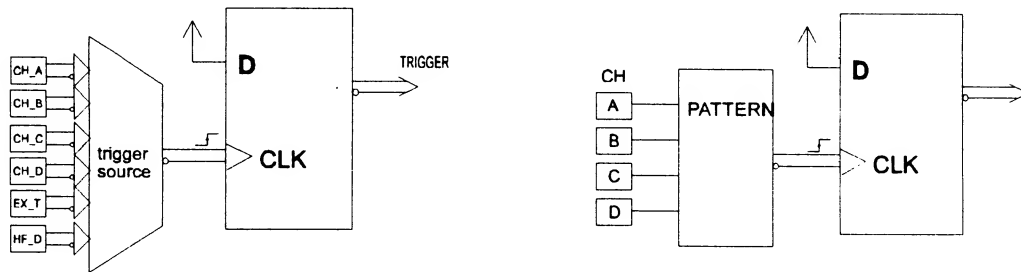 CH_A
CH_B
CH_C
CH_D
EX_T
HF_D
trigger
source
D
CLK
TRIGGER
CH
A
B
C
D
PATTERN
D
CLK